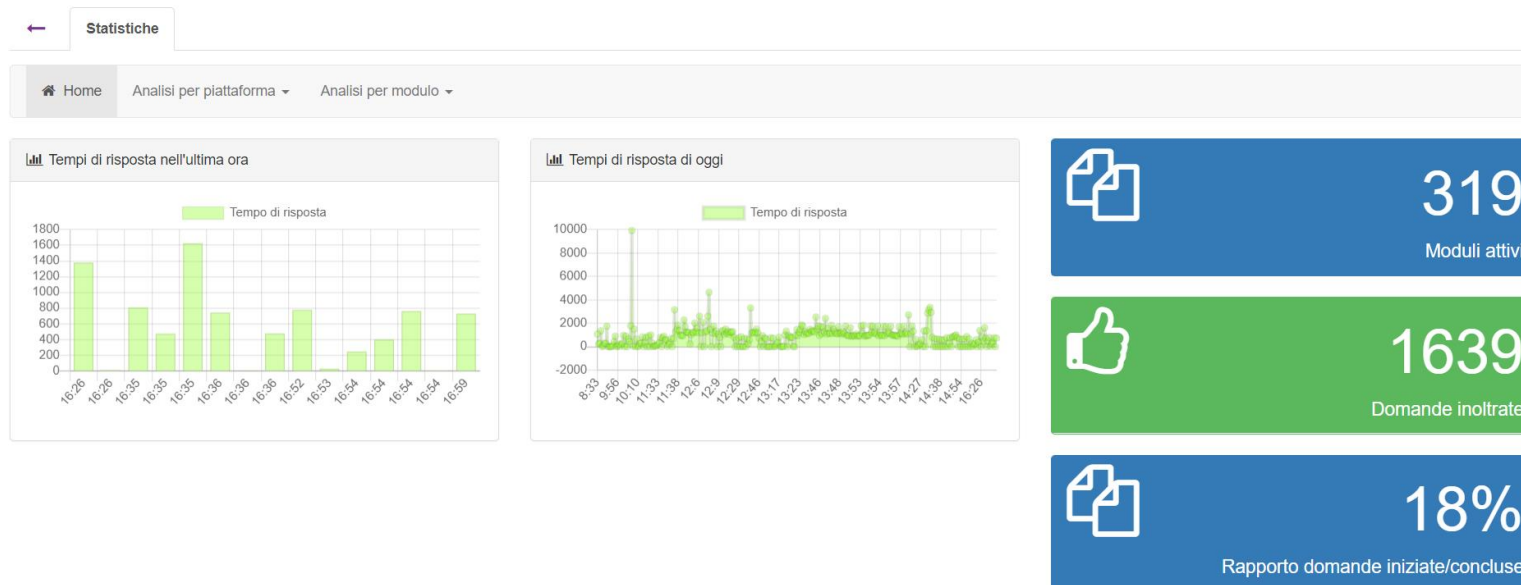 Statistiche
Home Analisi per piattaforma Analisi per modulo
Tempi di risposta nell'ultima ora
Tempo di risposta
1800
1600
1400
1200
1000
800
600
400
200
0
16:26 16:26 16:35 16:35 16:35 16:36 16:36 16:36 16:52 16:53 16:54 16:54 16:54 16:54 16:59
Tempi di risposta di oggi
Tempo di risposta
10000
8000
6000
4000
2000
0
-2000
8:33 9:56 10:10 11:33 11:38 12:6 12:9 12:29 12:46 13:17 13:23 13:46 13:48 13:53 13:54 13:57 14:27 14:38 14:54 16:26
319
Moduli attivi
1639
Domande inoltrate
18%
Rapporto domande iniziate/concluse